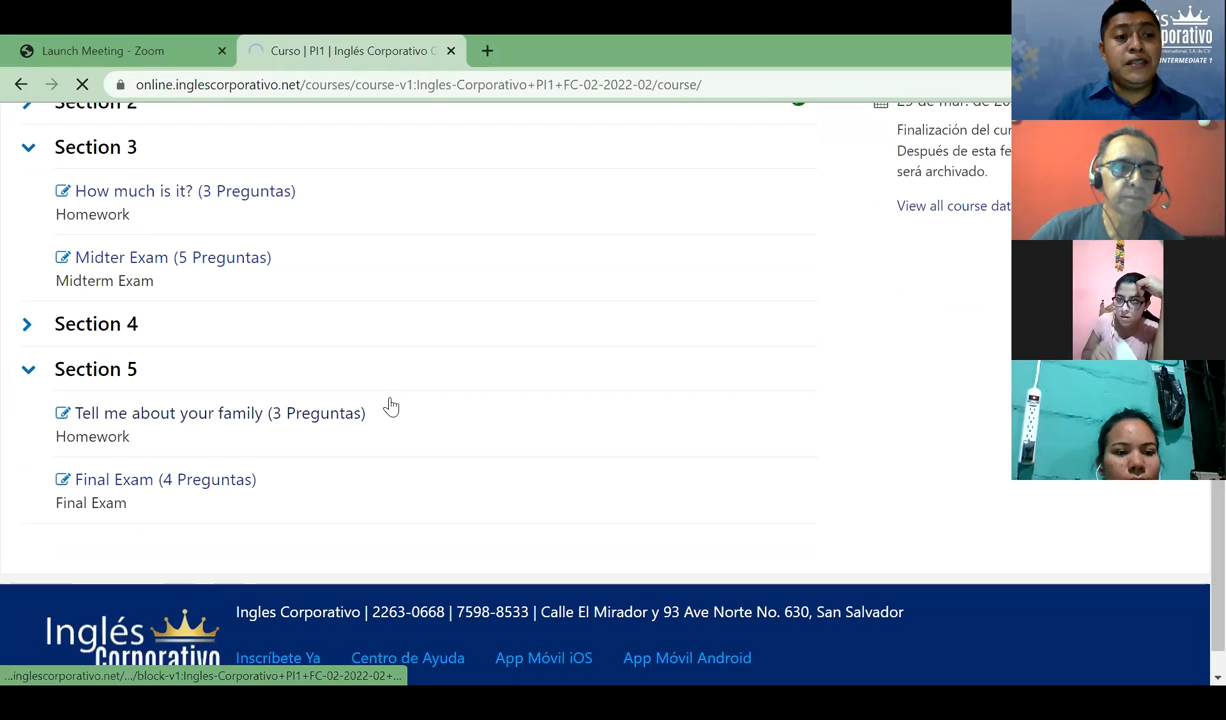 Launch Meeting - Zoom
Curso | PI1 | Inglés Corporativo
online.inglescorporativo.net/courses/course-v1:Ingles-Corporativo+PI1+FC-02-2022-02/course/
Section 2
Section 3
How much is it? (3 Preguntas)
Homework
Midter Exam (5 Preguntas)
Midterm Exam
Section 4
Section 5
Tell me about your family (3 Preguntas)
Homework
Final Exam (4 Preguntas)
Final Exam
Finalización del cur
Después de esta fe
será archivado.
View all course dat
Inglés
Corporativo
Ingles Corporativo | 2263-0668 | 7598-8533 | Calle El Mirador y 93 Ave Norte No. 630, San Salvador
Inscríbete Ya
Centro de Ayuda
App Móvil iOS
App Móvil Android
...inglescorporativo.net/.../block-v1:Ingles-Corporativo+PI1+FC-02-2022-02+...
INTERMEDIATE 1